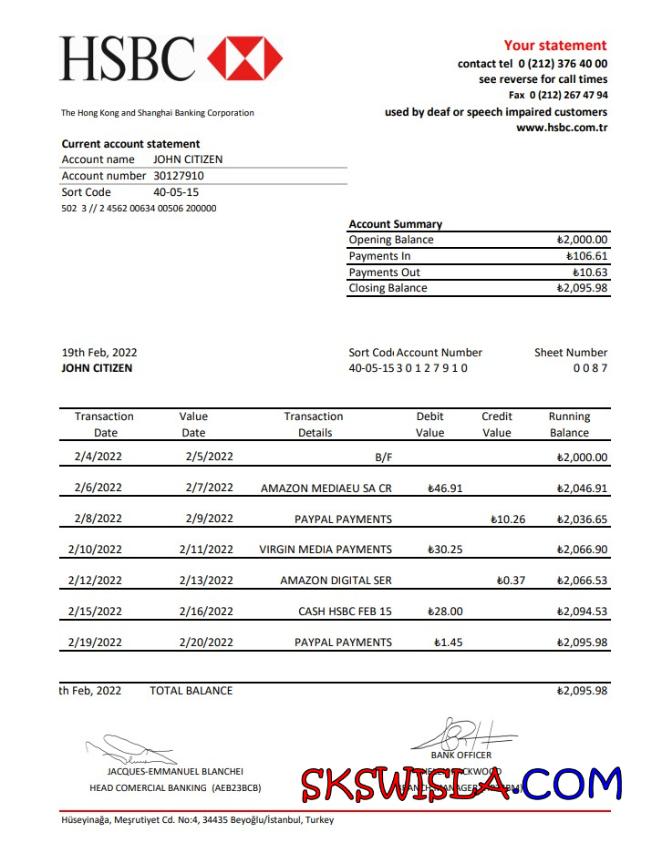 HSBC
Your statement
contact tel 0 (212) 376 40 00
see reverse for call times
Fax 0 (212) 267 47 94
The Hong Kong and Shanghai Banking Corporation
used by deaf or speech impaired customers
www.hsbc.com.tr
Current account statement
Account name JOHN CITIZEN
Account number 30127910
Sort Code 40-05-15
502 3 // 2 4562 00634 00506 200000
Account Summary
Opening Balance ₺2,000.00
Payments In ₺106.61
Payments Out ₺10.63
Closing Balance ₺2,095.98
19th Feb, 2022 Sort Code Account Number Sheet Number
JOHN CITIZEN 40-05-15 3 0 1 2 7 9 1 0 0 0 8 7
Transaction Value Transaction Debit Credit Running
Date Date Details Value Value Balance
2/4/2022 2/5/2022 B/F ₺2,000.00
2/6/2022 2/7/2022 AMAZON MEDIAEU SA CR ₺46.91 ₺2,046.91
2/8/2022 2/9/2022 PAYPAL PAYMENTS ₺10.26 ₺2,036.65
2/10/2022 2/11/2022 VIRGIN MEDIA PAYMENTS ₺30.25 ₺2,066.90
2/12/2022 2/13/2022 AMAZON DIGITAL SER ₺0.37 ₺2,066.53
2/15/2022 2/16/2022 CASH HSBC FEB 15 ₺28.00 ₺2,094.53
2/19/2022 2/20/2022 PAYPAL PAYMENTS ₺1.45 ₺2,095.98
th Feb, 2022 TOTAL BALANCE ₺2,095.98
BANK OFFICER
JACQUES-EMMANUEL BLANCHEI
HEAD COMERCIAL BANKING (AEB23BCB)
SKSWISLA.COM
Hüseyinağa, Meşrutiyet Cd. No:4, 34435 Beyoğlu/İstanbul, Turkey